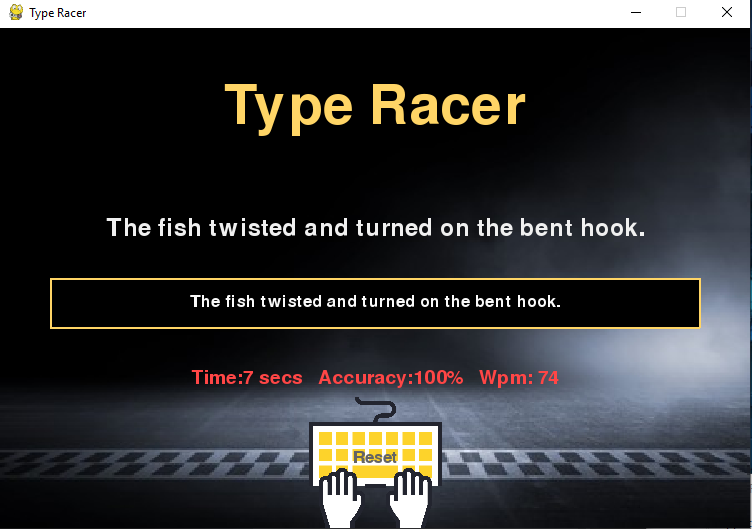 Type Racer
Type Racer
The fish twisted and turned on the bent hook.
The fish twisted and turned on the bent hook.
Time:7 secs Accuracy:100% Wpm: 74
Reset